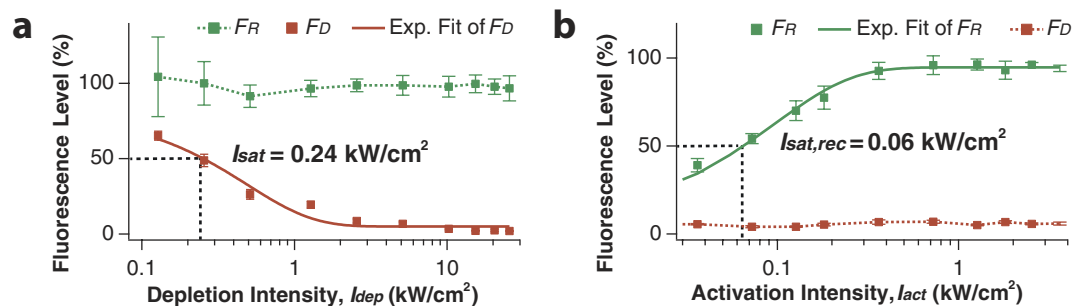 a
FR FD Exp. Fit of FD
Fluorescence Level (%)
100
50
0
Isat = 0.24 kW/cm²
0.1 1 10
Depletion Intensity, Idep (kW/cm²)
b
FR Exp. Fit of FR FD
Fluorescence Level (%)
100
50
0
Isat,rec = 0.06 kW/cm²
0.1 1
Activation Intensity, Iact (kW/cm²)